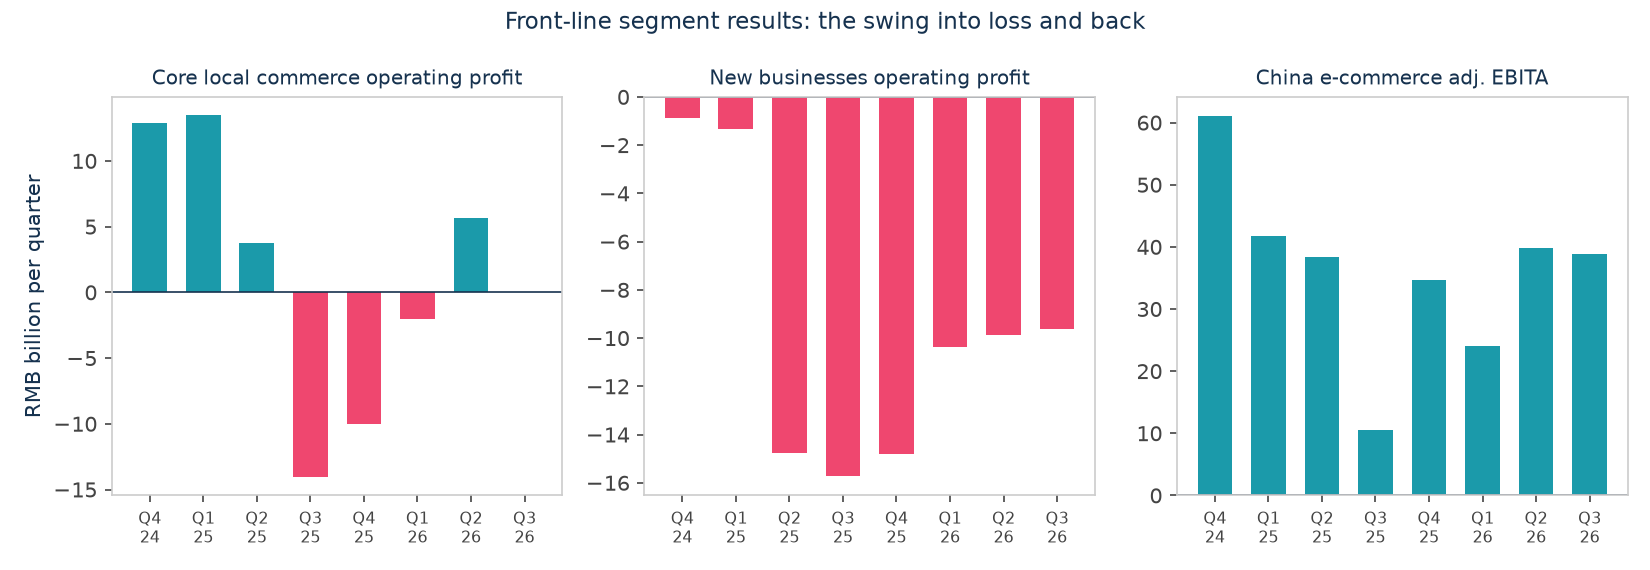 Front-line segment results: the swing into loss and back
Core local commerce operating profit
RMB billion per quarter
10
5
0
−5
−10
−15
Q4 Q1 Q2 Q3 Q4 Q1 Q2 Q3
24 25 25 25 25 26 26 26
New businesses operating profit
0
−2
−4
−6
−8
−10
−12
−14
−16
Q4 Q1 Q2 Q3 Q4 Q1 Q2 Q3
24 25 25 25 25 26 26 26
China e-commerce adj. EBITA
60
50
40
30
20
10
0
Q4 Q1 Q2 Q3 Q4 Q1 Q2 Q3
24 25 25 25 25 26 26 26